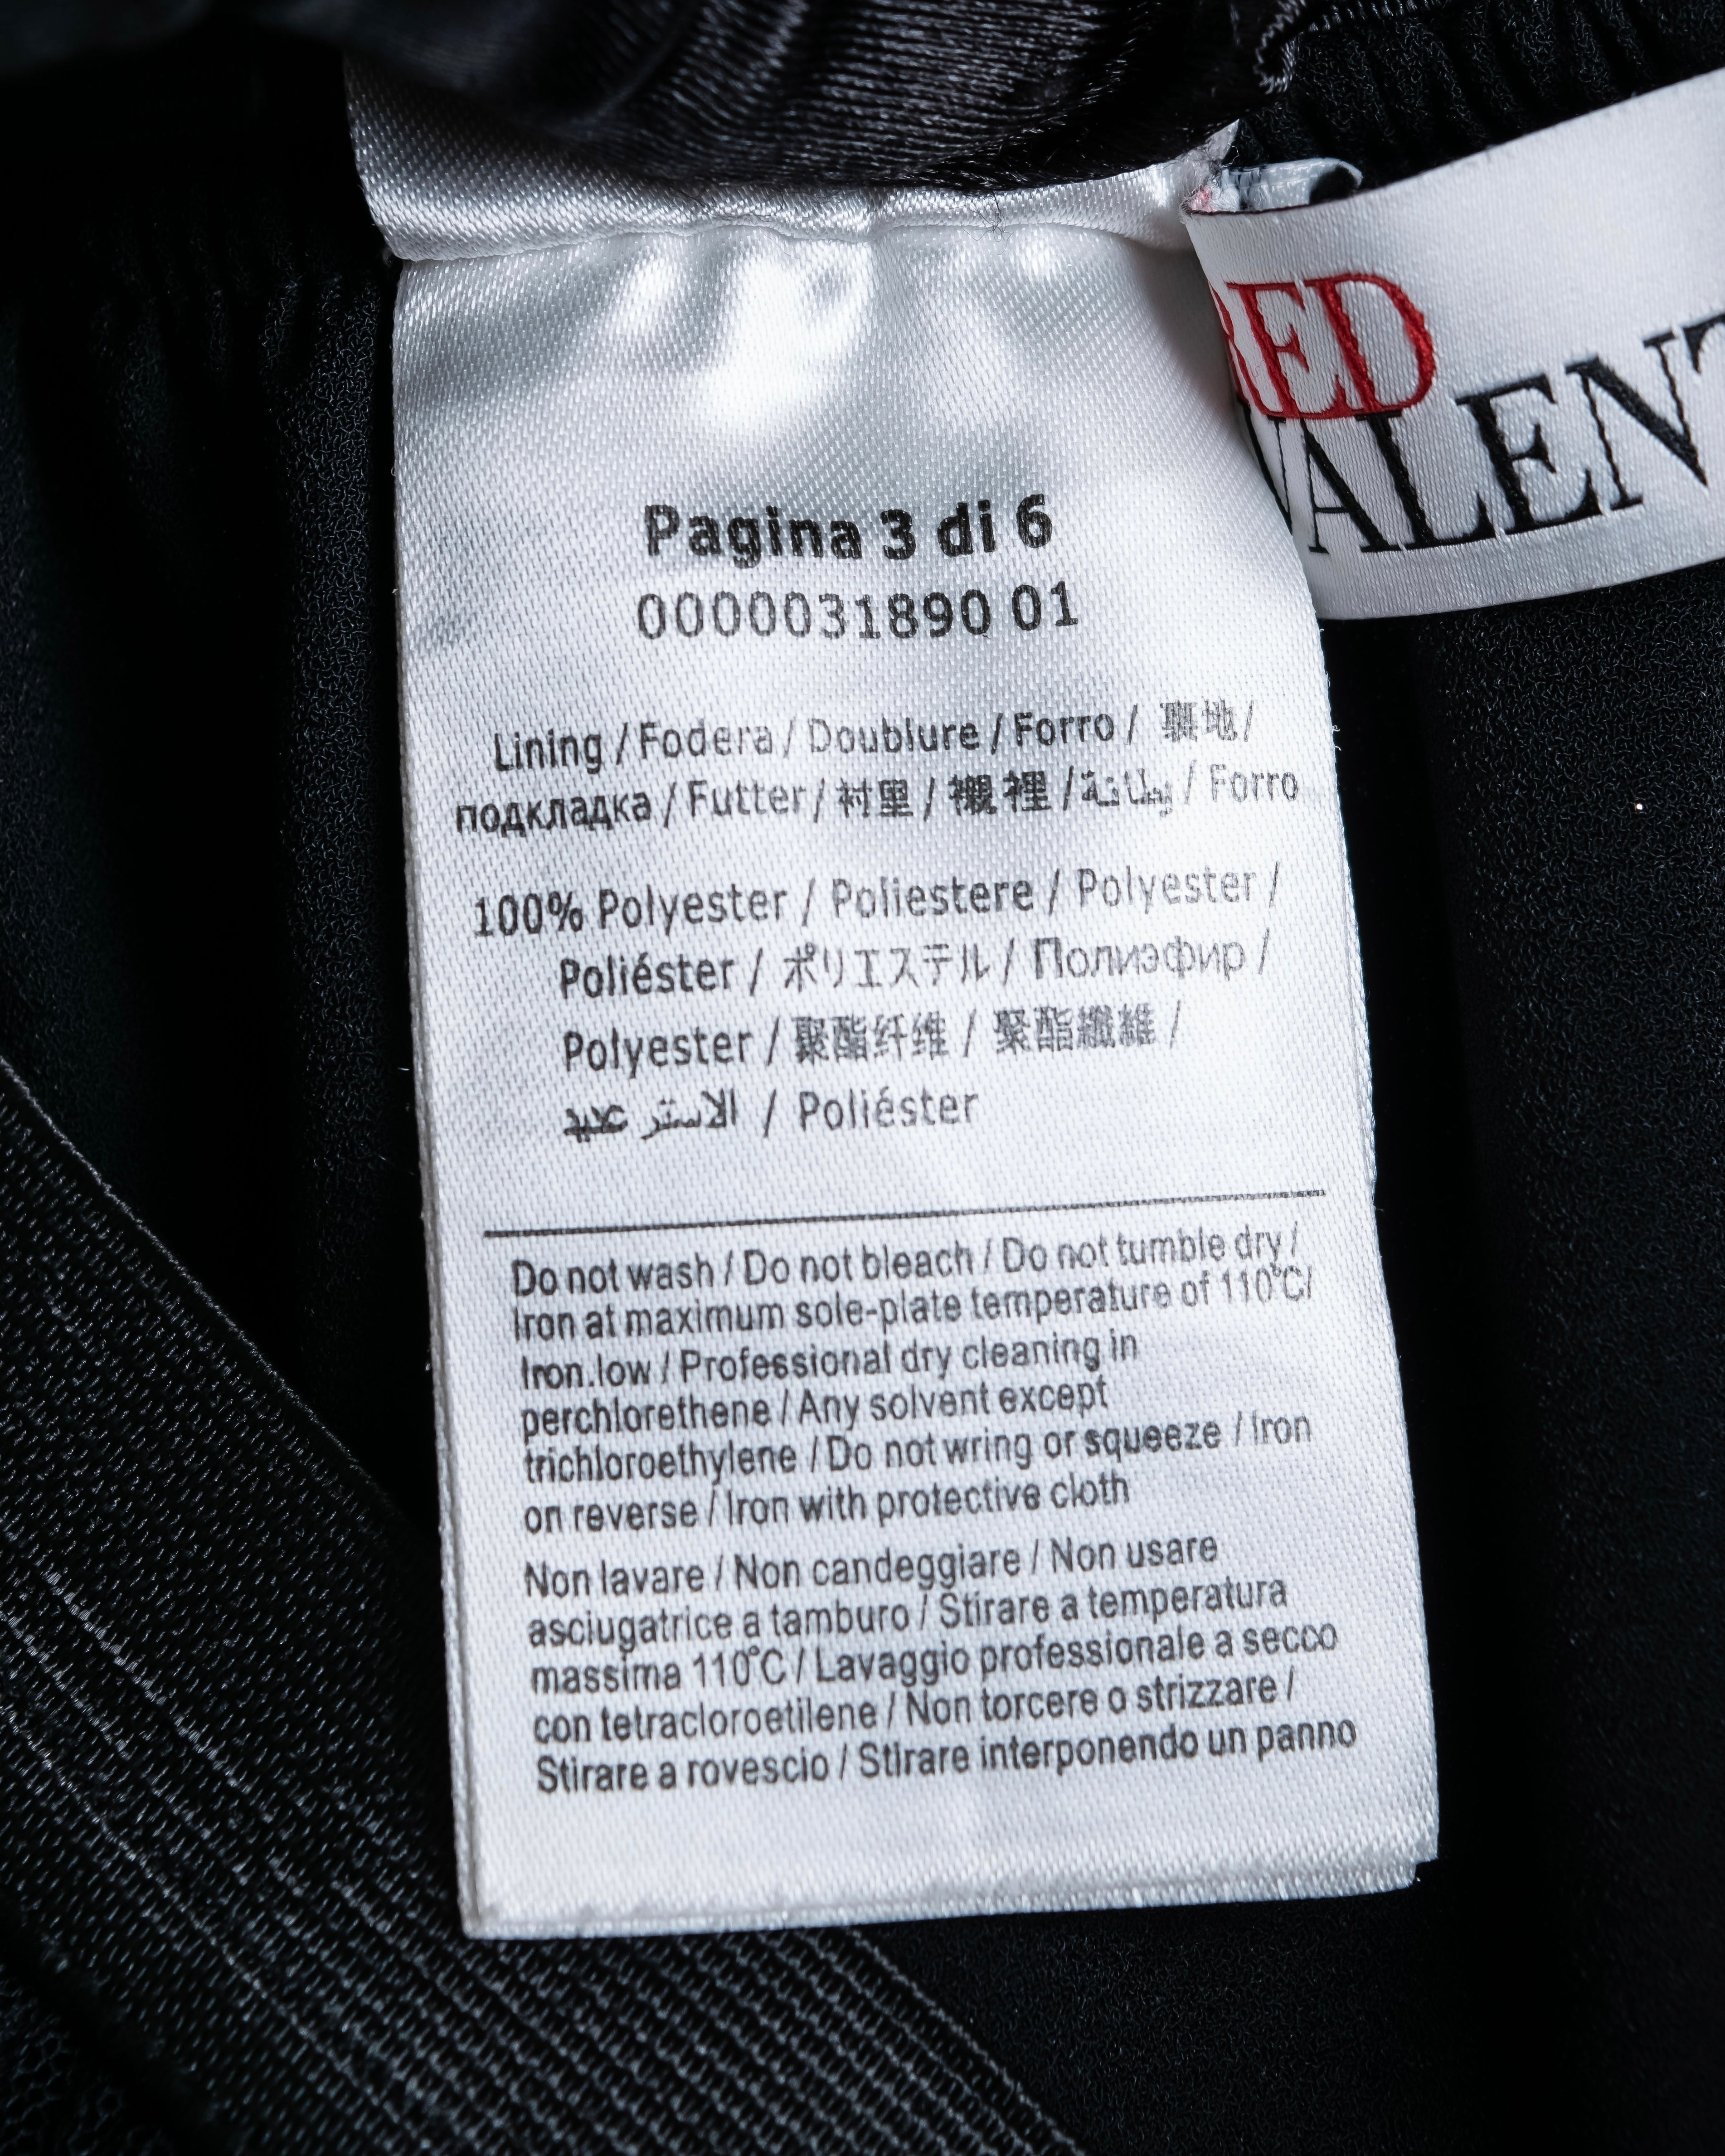 RED
VALENT
Pagina 3 di 6
0000031890 01
Lining / Fodera / Doublure / Forro / 裏地/
подкладка / Futter / 衬里 / 襯裡 / بطانة / Forro
100% Polyester / Poliestere / Polyester /
Poliéster / ポリエステル / Полиэфир /
Polyester / 聚酯纤维 / 聚酯纖維 /
الاستر / Poliéster
Do not wash / Do not bleach / Do not tumble dry /
Iron at maximum sole-plate temperature of 110°C/
Iron.low / Professional dry cleaning in
perchlorethene / Any solvent except
trichloroethylene / Do not wring or squeeze / Iron
on reverse / Iron with protective cloth
Non lavare / Non candeggiare / Non usare
asciugatrice a tamburo / Stirare a temperatura
massima 110°C / Lavaggio professionale a secco
con tetracloroetilene / Non torcere o strizzare /
Stirare a rovescio / Stirare interponendo un panno